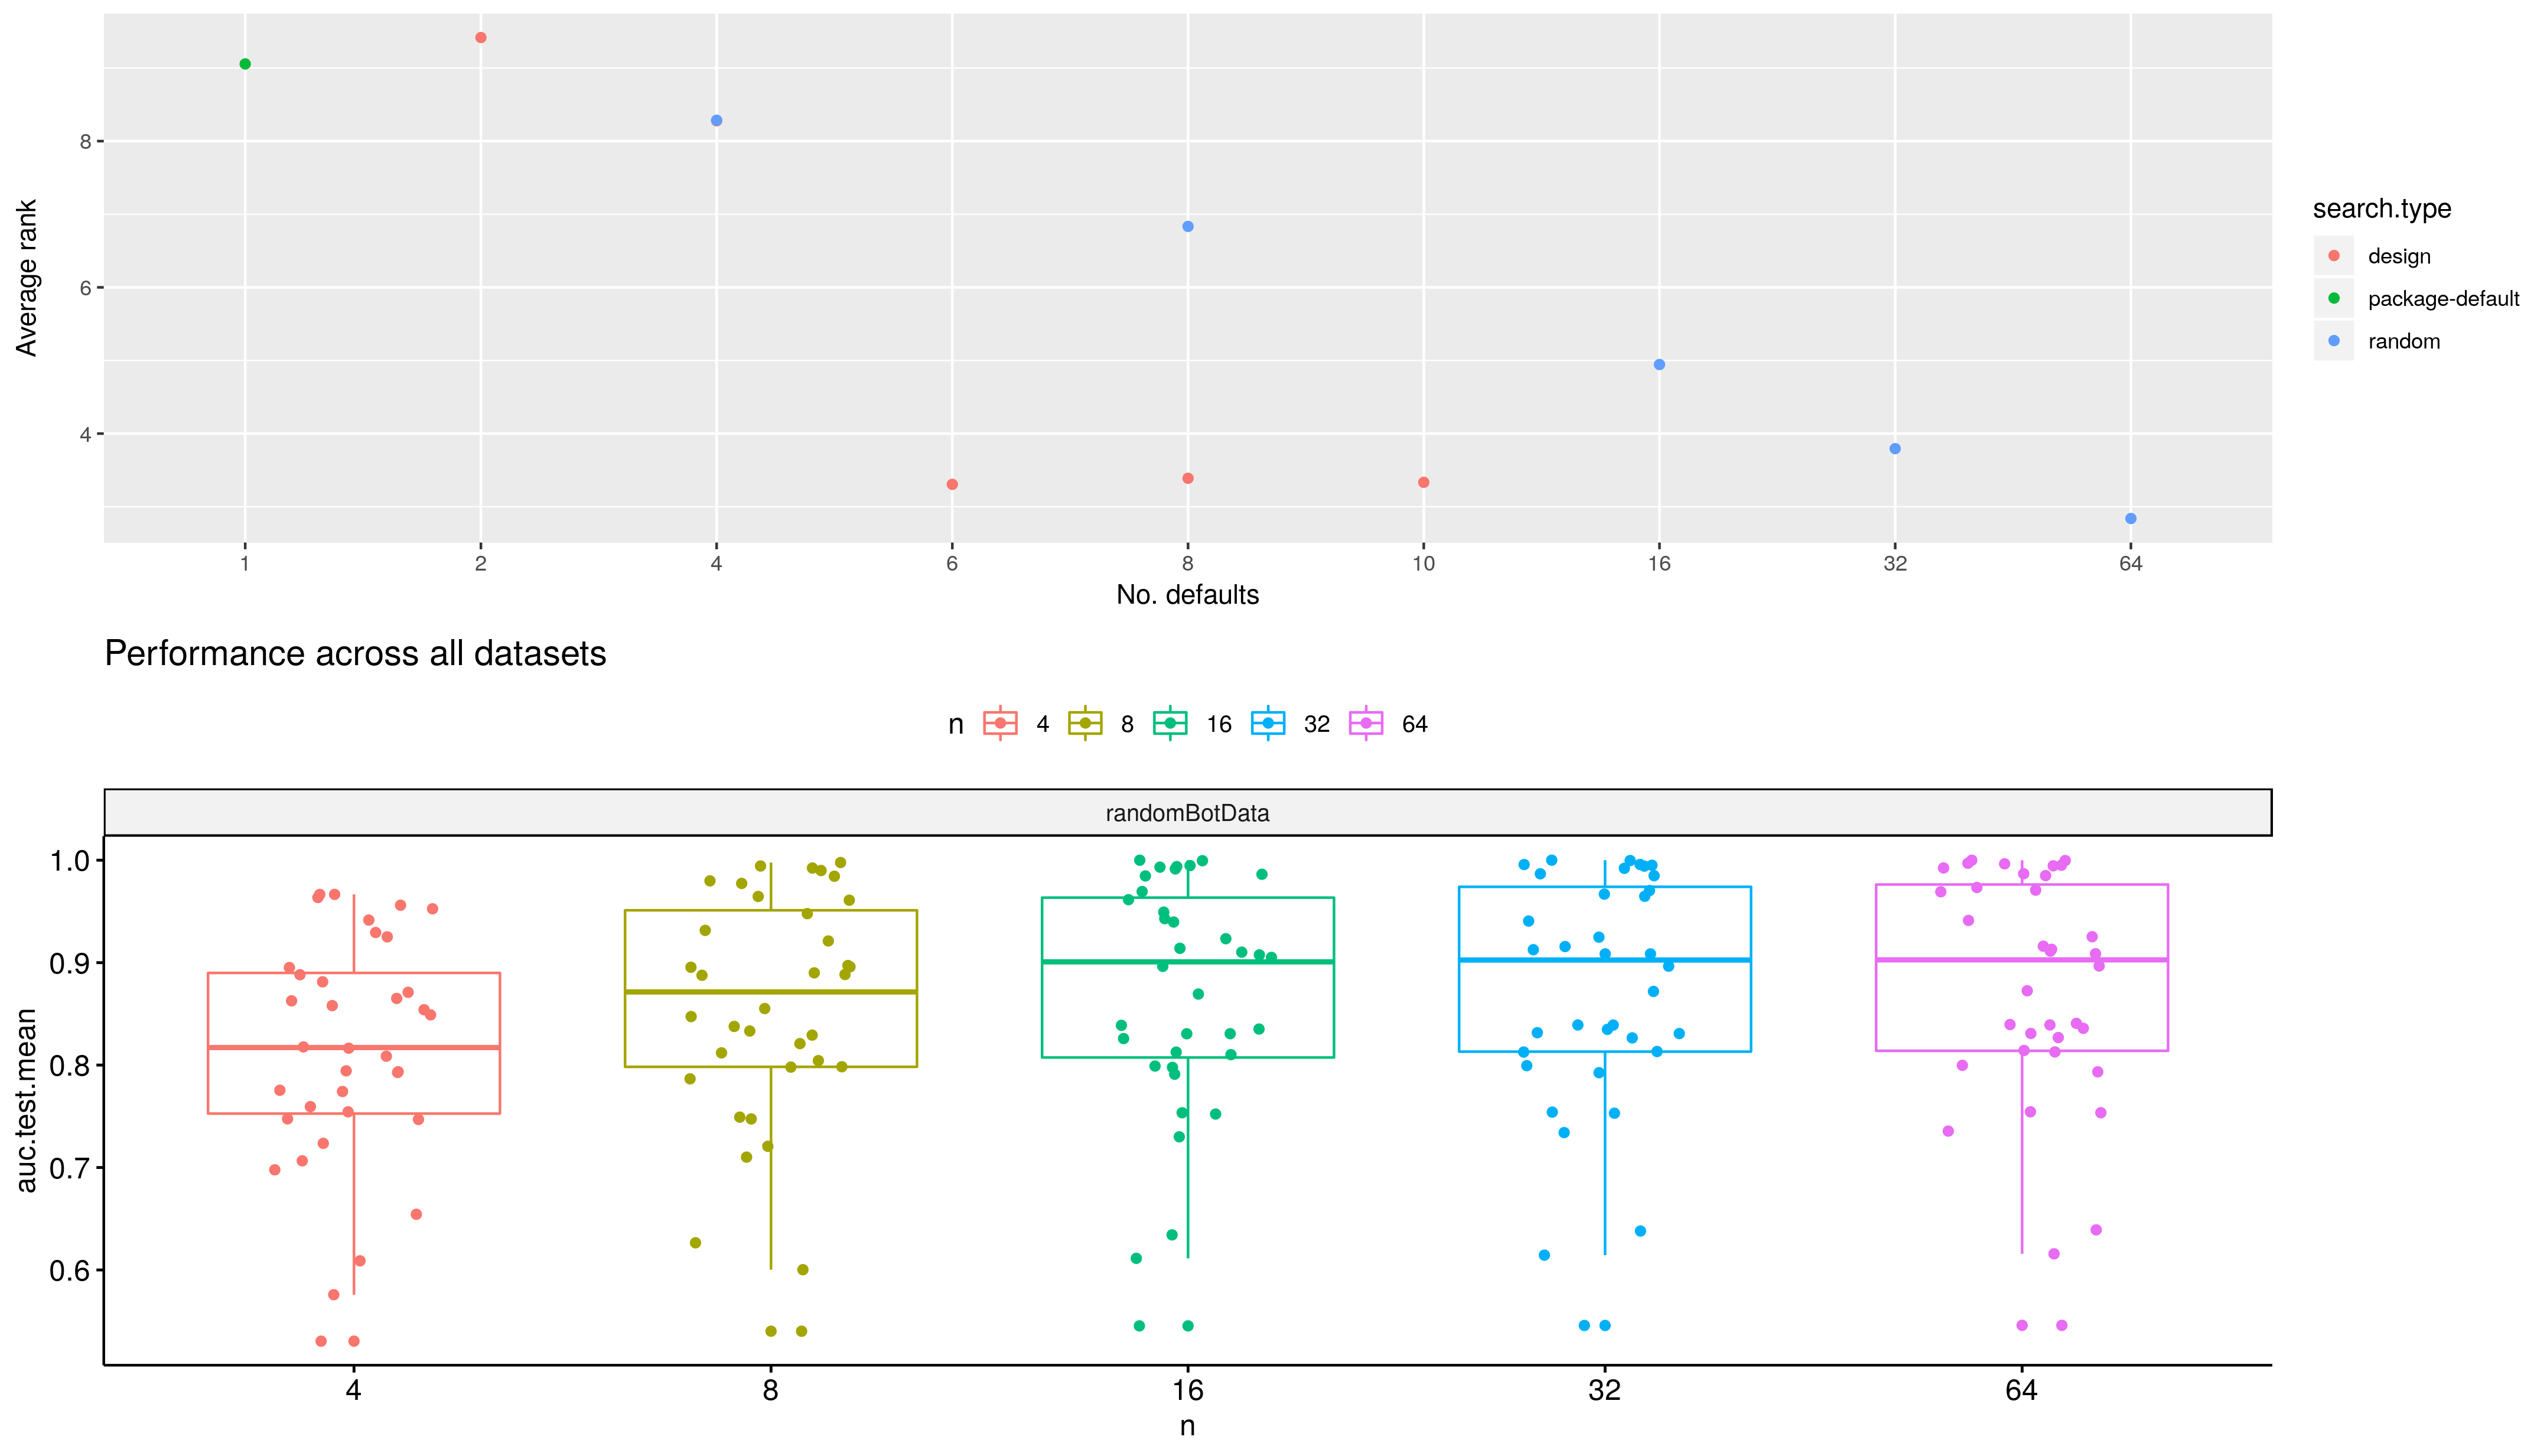 Average rank
8
6
4
1 2 4 6 8 10 16 32 64
No. defaults
search.type
design
package-default
random
Performance across all datasets
n 4 8 16 32 64
randomBotData
auc.test.mean
1.0
0.9
0.8
0.7
0.6
4 8 16 32 64
n